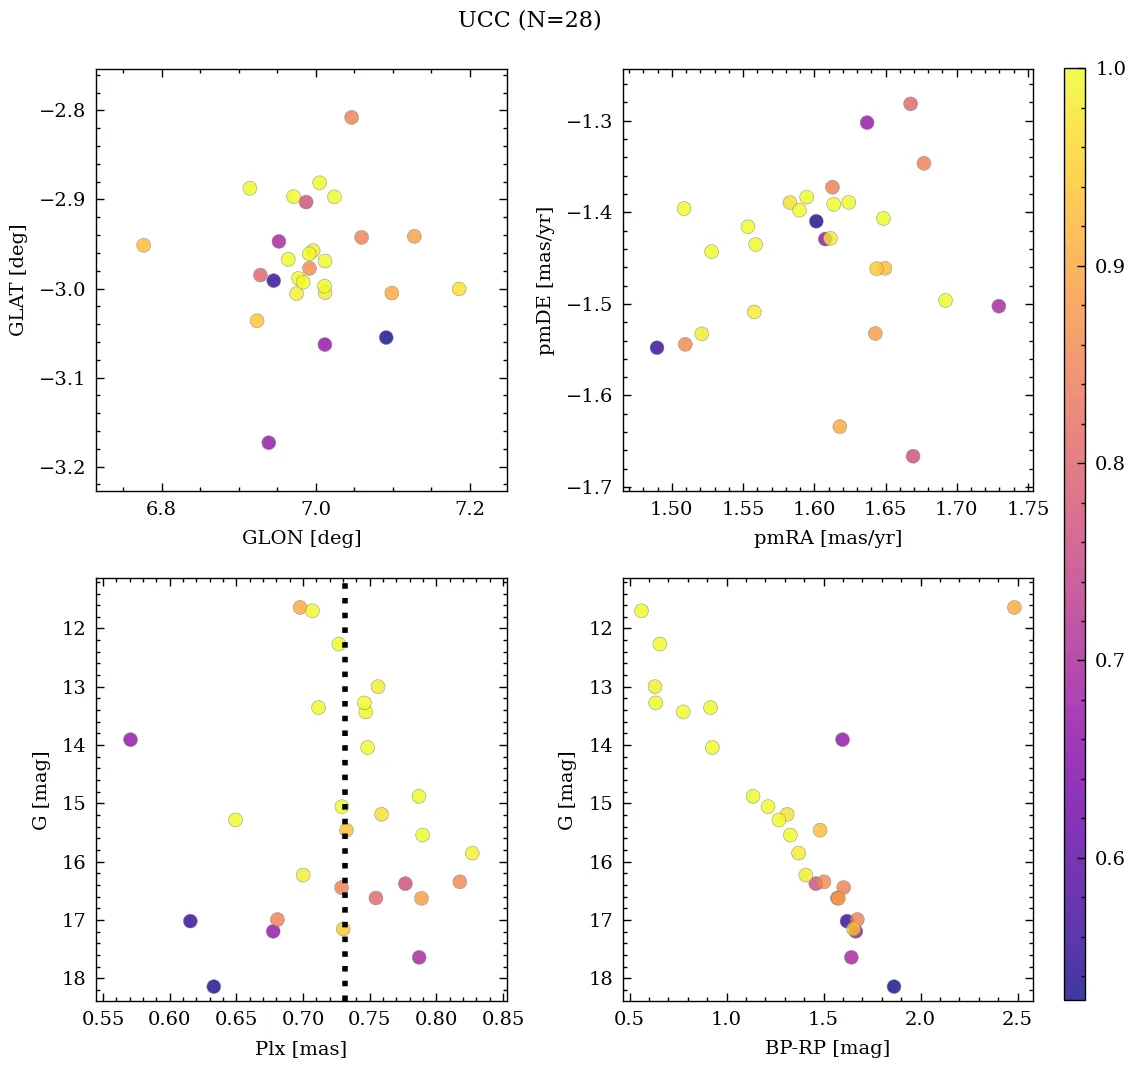 UCC (N=28)
−2.8
−2.9
−3.0
−3.1
−3.2
GLAT [deg]
6.8 7.0 7.2
GLON [deg]
−1.3
−1.4
−1.5
−1.6
−1.7
pmDE [mas/yr]
1.50 1.55 1.60 1.65 1.70 1.75
pmRA [mas/yr]
12
13
14
15
16
17
18
G [mag]
0.55 0.60 0.65 0.70 0.75 0.80 0.85
Plx [mas]
12
13
14
15
16
17
18
G [mag]
0.5 1.0 1.5 2.0 2.5
BP-RP [mag]
1.0
0.9
0.8
0.7
0.6